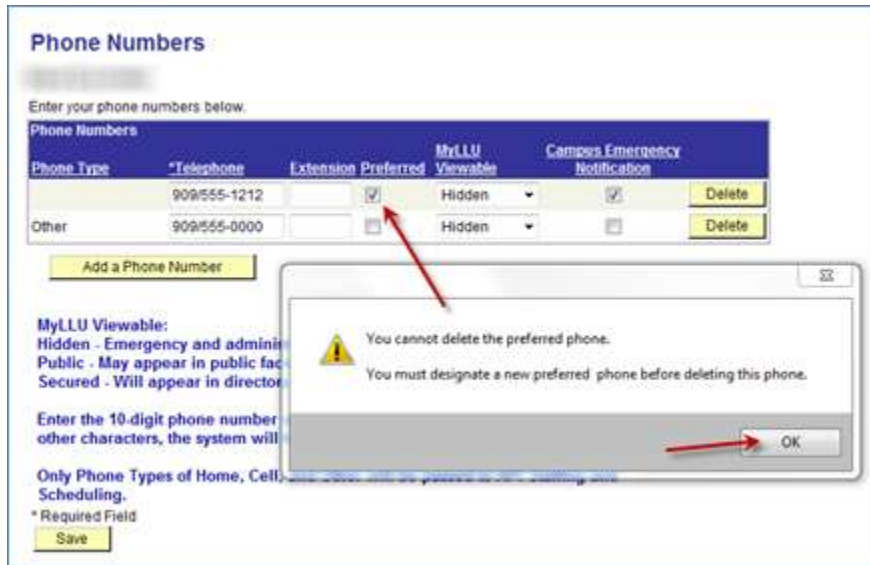 Phone Numbers
Enter your phone numbers below.
Phone Numbers
Phone Type *Telephone Extension Preferred MyLLU Viewable Campus Emergency Notification
909/555-1212 Hidden Delete
Other 909/555-0000 Hidden Delete
Add a Phone Number
You cannot delete the preferred phone.
You must designate a new preferred phone before deleting this phone.
OK
MyLLU Viewable:
Hidden - Emergency and
Public - May appear in public
Secured - Will appear in
Enter the 10-digit phone number
other characters, the system will
Only Phone Types of Home, Cell,
Scheduling.
* Required Field
Save